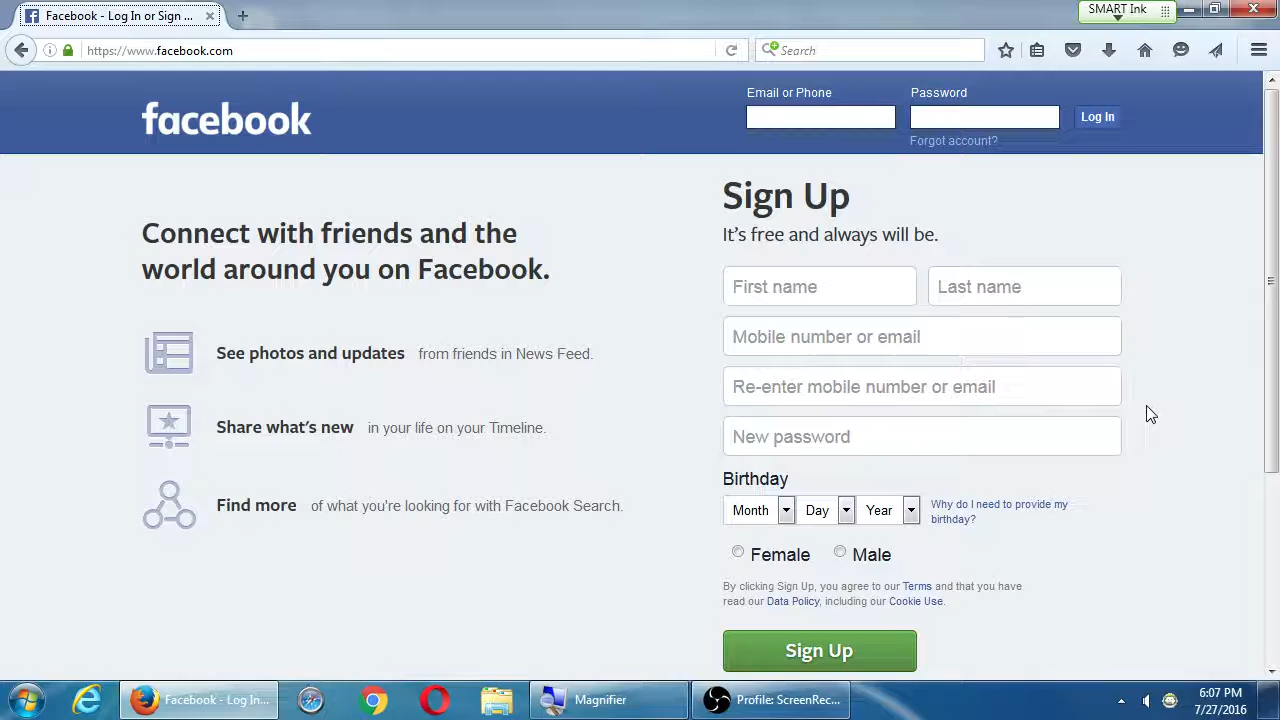 Facebook - Log In or Sign ...
SMART Ink
https://www.facebook.com
Search
facebook
Email or Phone
Password
Log In
Forgot account?
Connect with friends and the
world around you on Facebook.
See photos and updates from friends in News Feed.
Share what's new in your life on your Timeline.
Find more of what you're looking for with Facebook Search.
Sign Up
It's free and always will be.
First name
Last name
Mobile number or email
Re-enter mobile number or email
New password
Birthday
Month
Day
Year
Why do I need to provide my
birthday?
Female
Male
By clicking Sign Up, you agree to our Terms and that you have
read our Data Policy, including our Cookie Use.
Sign Up
Facebook - Log In...
Magnifier
Profile: ScreenRec...
6:07 PM
7/27/2016